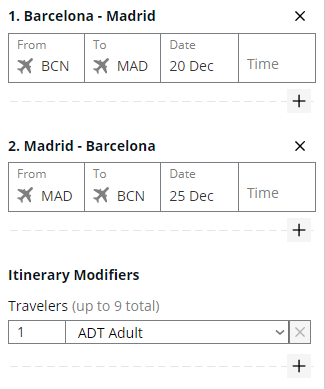 1. Barcelona - Madrid
From To Date
BCN MAD 20 Dec Time
2. Madrid - Barcelona
From To Date
MAD BCN 25 Dec Time
Itinerary Modifiers
Travelers (up to 9 total)
1 ADT Adult